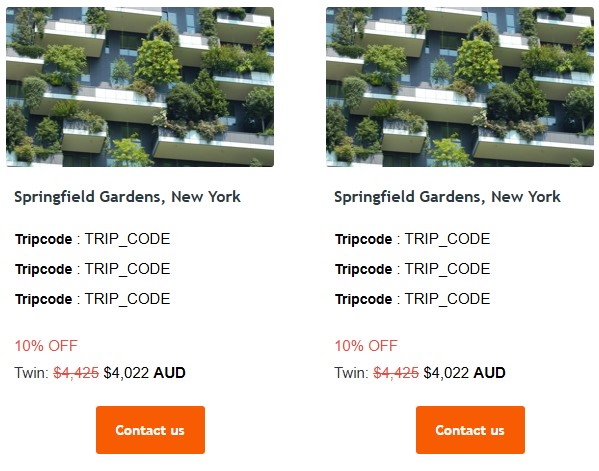 Springfield Gardens, New York
Tripcode : TRIP_CODE
Tripcode : TRIP_CODE
Tripcode : TRIP_CODE
10% OFF
Twin: $4,425 $4,022 AUD
Contact us
Springfield Gardens, New York
Tripcode : TRIP_CODE
Tripcode : TRIP_CODE
Tripcode : TRIP_CODE
10% OFF
Twin: $4,425 $4,022 AUD
Contact us